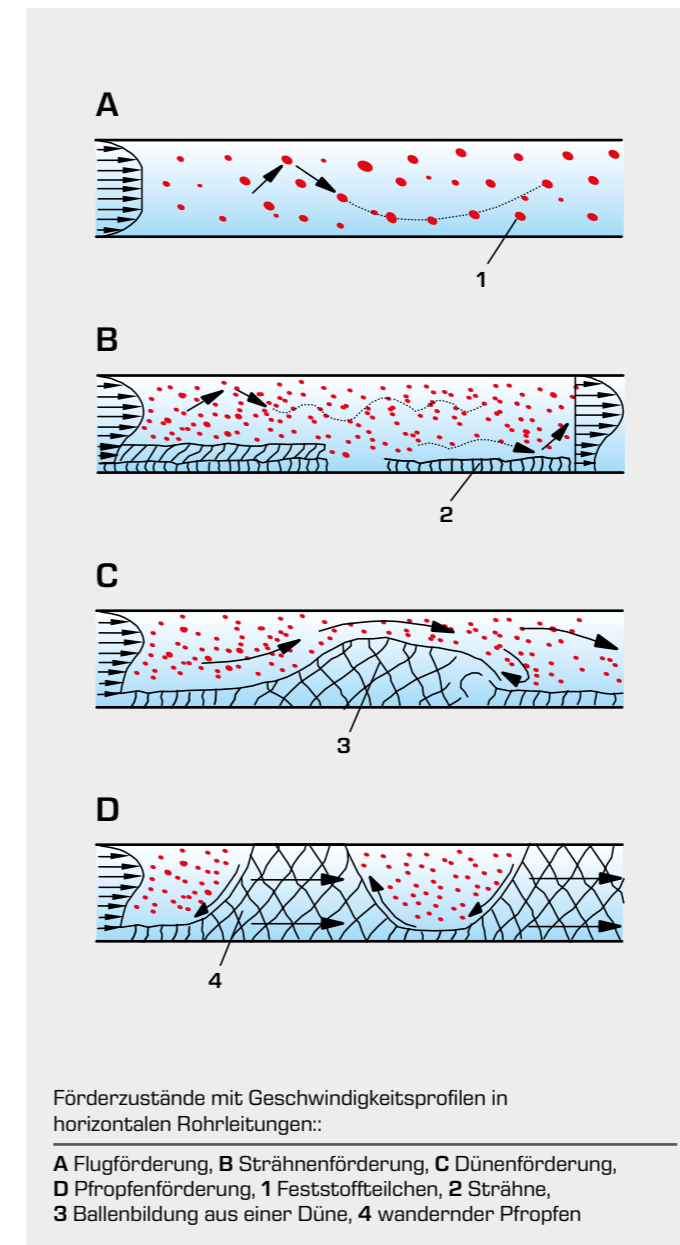 A
1
B
2
C
3
D
4
Förderzustände mit Geschwindigkeitsprofilen in
horizontalen Rohrleitungen::
A Flugförderung, B Strähnenförderung, C Dünenförderung,
D Pfropfenförderung, 1 Feststoffteilchen, 2 Strähne,
3 Ballenbildung aus einer Düne, 4 wandernder Pfropfen